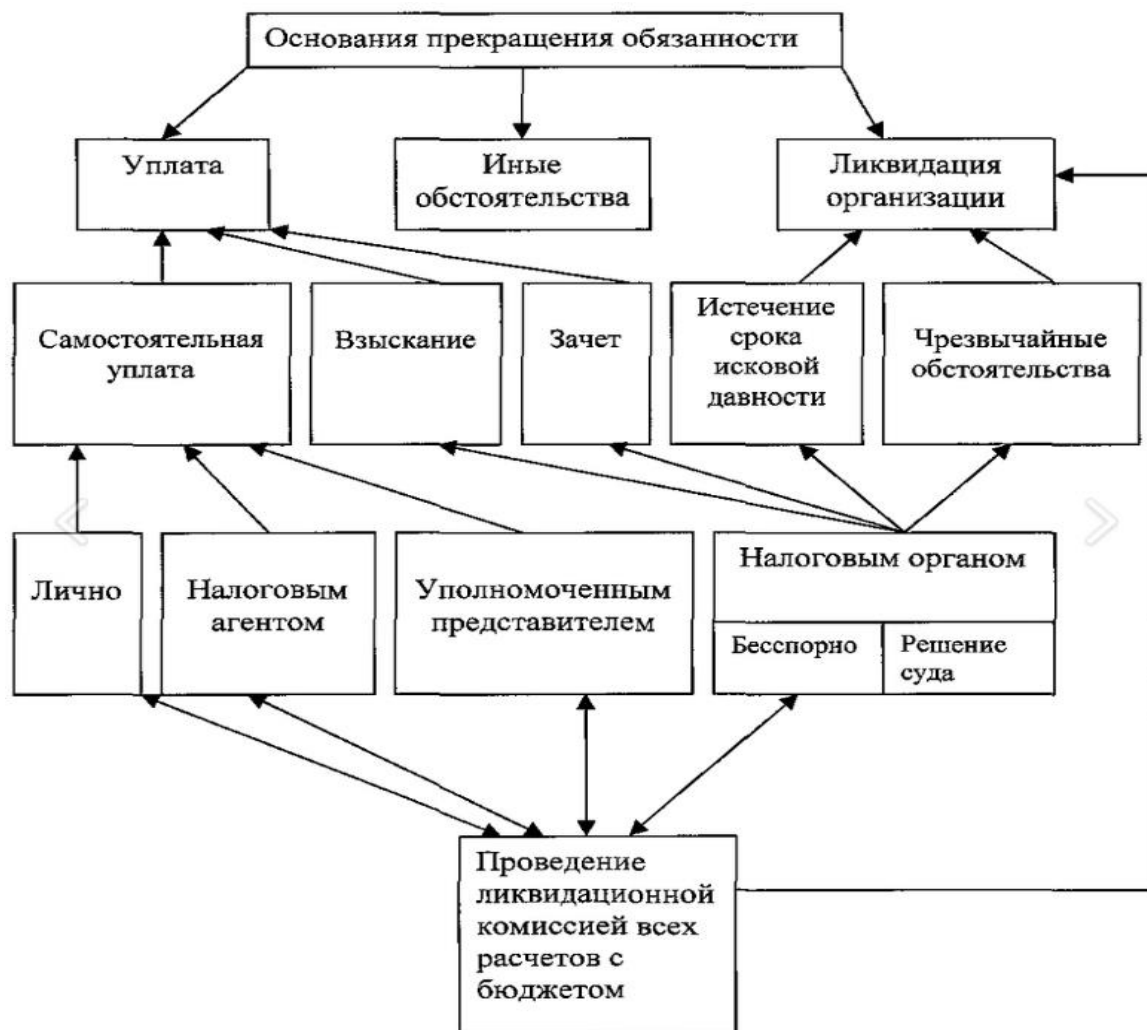 Основания прекращения обязанности
Уплата
Иные
обстоятельства
Ликвидация
организации
Самостоятельная
уплата
Взыскание
Зачет
Истечение
срока
исковой
давности
Чрезвычайные
обстоятельства
Лично
Налоговым
агентом
Уполномоченным
представителем
Налоговым органом
Бесспорно
Решение
суда
Проведение
ликвидационной
комиссией всех
расчетов с
бюджетом